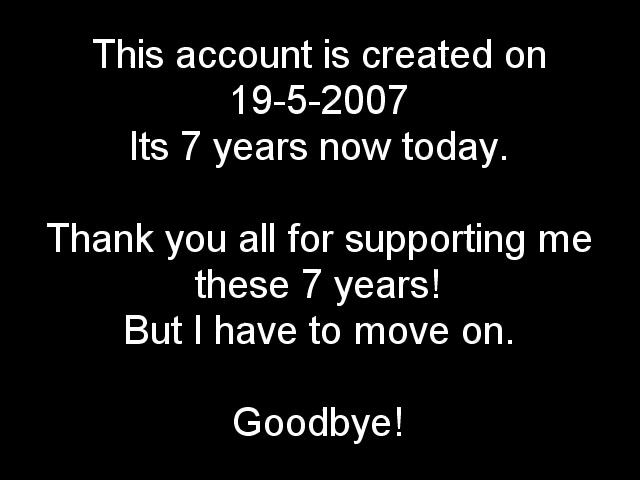 This account is created on
19-5-2007
Its 7 years now today.
Thank you all for supporting me
these 7 years!
But I have to move on.
Goodbye!